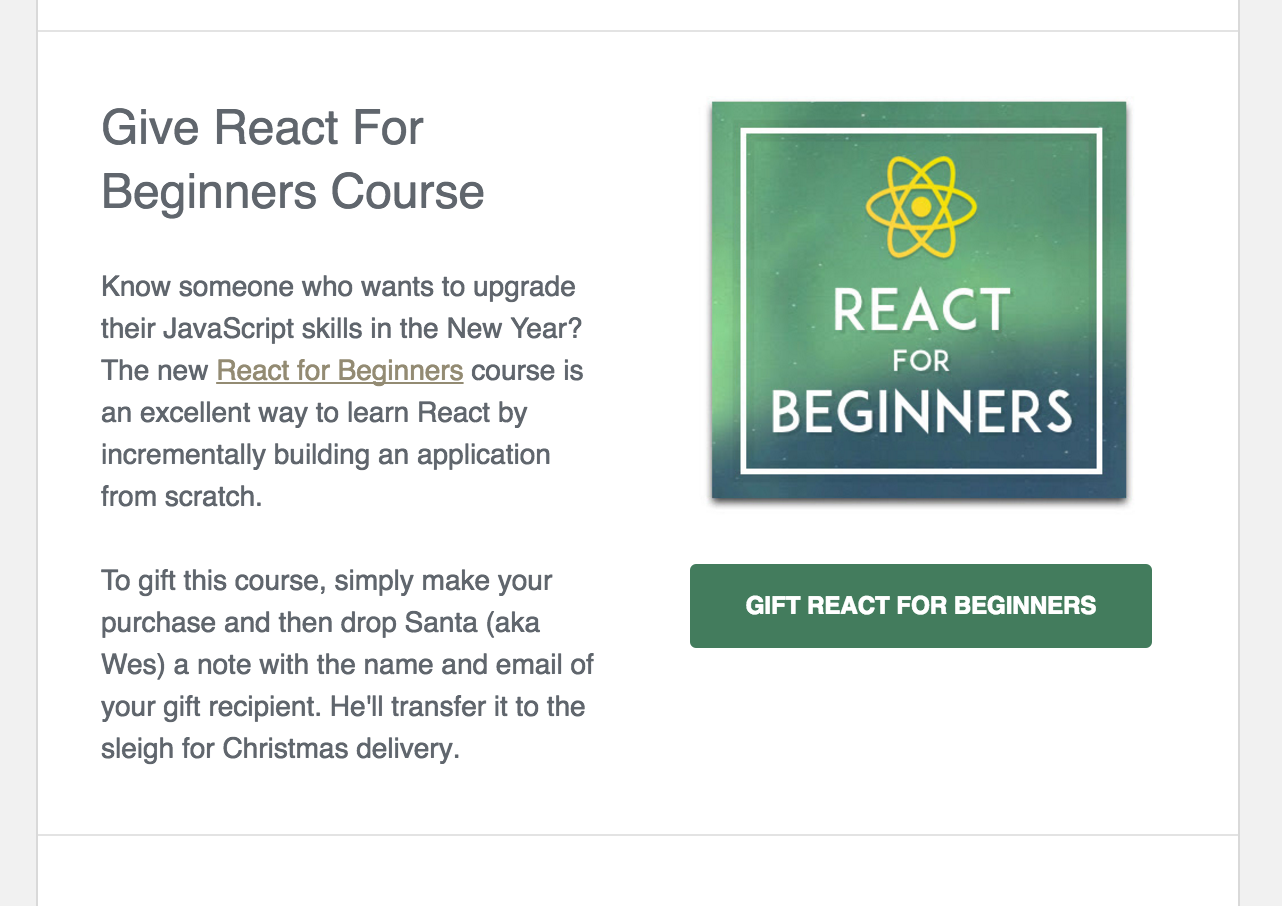 Give React For
Beginners Course
Know someone who wants to upgrade
their JavaScript skills in the New Year?
The new React for Beginners course is
an excellent way to learn React by
incrementally building an application
from scratch.
To gift this course, simply make your
purchase and then drop Santa (aka
Wes) a note with the name and email of
your gift recipient. He'll transfer it to the
sleigh for Christmas delivery.
REACT
FOR
BEGINNERS
GIFT REACT FOR BEGINNERS